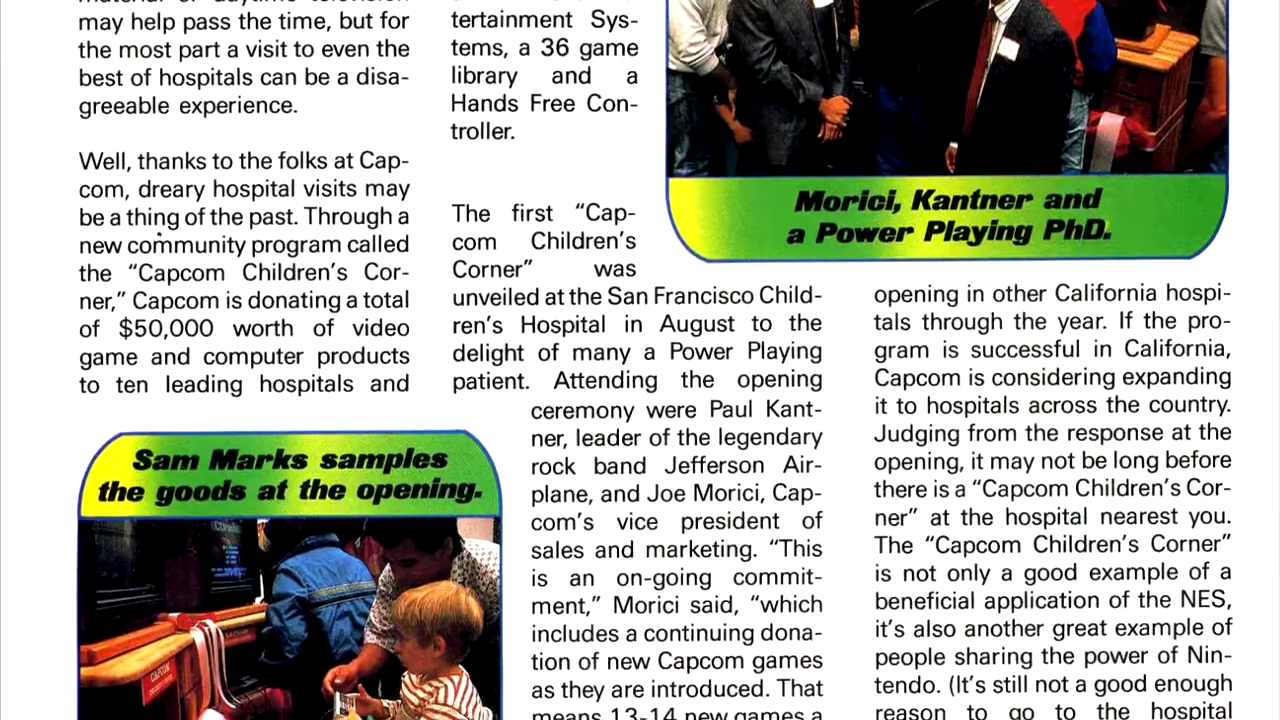 may help pass the time, but for
the most part a visit to even the
best of hospitals can be a disa-
greeable experience.
Well, thanks to the folks at Cap-
com, dreary hospital visits may
be a thing of the past. Through a
new community program called
the “Capcom Children's Cor-
ner,” Capcom is donating a total
of $50,000 worth of video
game and computer products
to ten leading hospitals and
Sam Marks samples
the goods at the opening.
CAPCOM
tertainment Sys-
tems, a 36 game
library and a
Hands Free Con-
troller.
The first “Cap-
com Children's
Corner” was
unveiled at the San Francisco Child-
ren's Hospital in August to the
delight of many a Power Playing
patient. Attending the opening
ceremony were Paul Kant-
ner, leader of the legendary
rock band Jefferson Air-
plane, and Joe Morici, Cap-
com's vice president of
sales and marketing. “This
is an on-going commit-
ment,” Morici said, “which
includes a continuing dona-
tion of new Capcom games
as they are introduced. That
means 13-14 new games a
Morici, Kantner and
a Power Playing PhD.
opening in other California hospi-
tals through the year. If the pro-
gram is successful in California,
Capcom is considering expanding
it to hospitals across the country.
Judging from the response at the
opening, it may not be long before
there is a “Capcom Children's Cor-
ner” at the hospital nearest you.
The “Capcom Children's Corner”
is not only a good example of a
beneficial application of the NES,
it's also another great example of
people sharing the power of Nin-
tendo. (It's still not a good enough
reason to go to the hospital